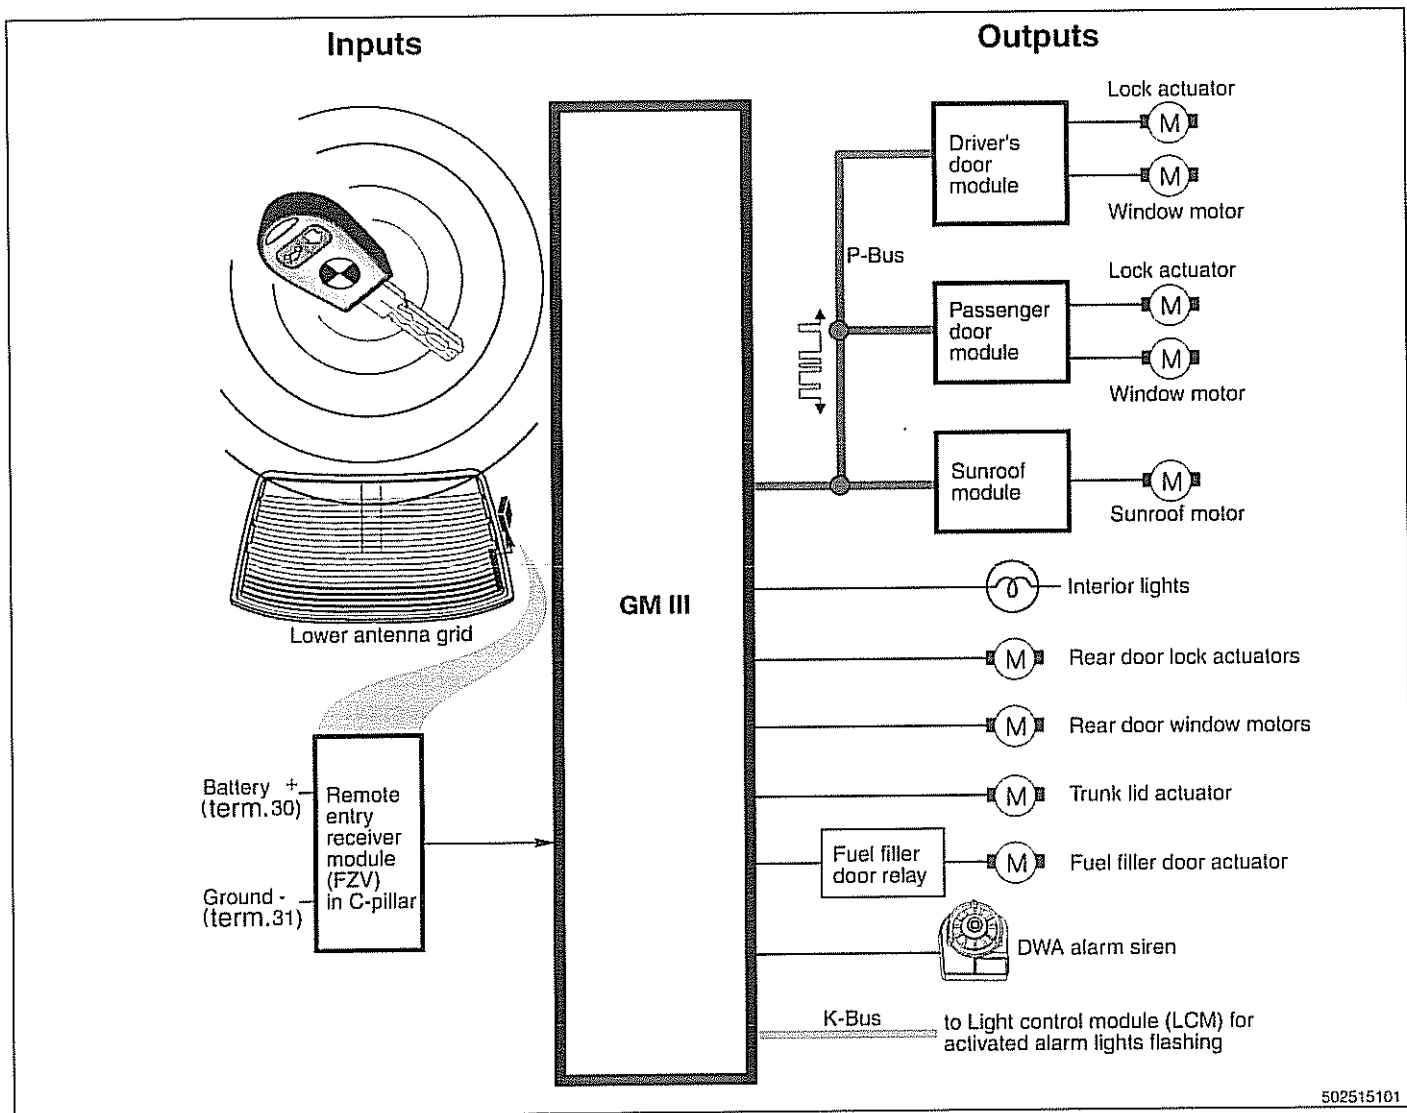 Inputs
Outputs
Lock actuator
M
Driver's
door
module
M
Window motor
P-Bus
Lock actuator
M
Passenger
door
module
M
Window motor
Sunroof
module
M
Sunroof motor
Lower antenna grid
GM III
Interior lights
M
Rear door lock actuators
M
Rear door window motors
Battery +
(term.30)
Ground -
(term.31)
Remote
entry
receiver
module
(FZV)
in C-pillar
M
Trunk lid actuator
Fuel filler
door relay
M
Fuel filler door actuator
DWA alarm siren
K-Bus
to Light control module (LCM) for
activated alarm lights flashing
502515101